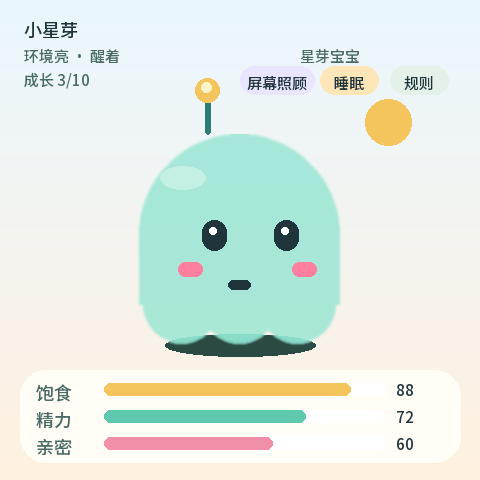 小星芽
环境亮 · 醒着
星芽宝宝
成长 3/10
屏幕照顾 睡眠 规则
饱食 88
精力 72
亲密 60